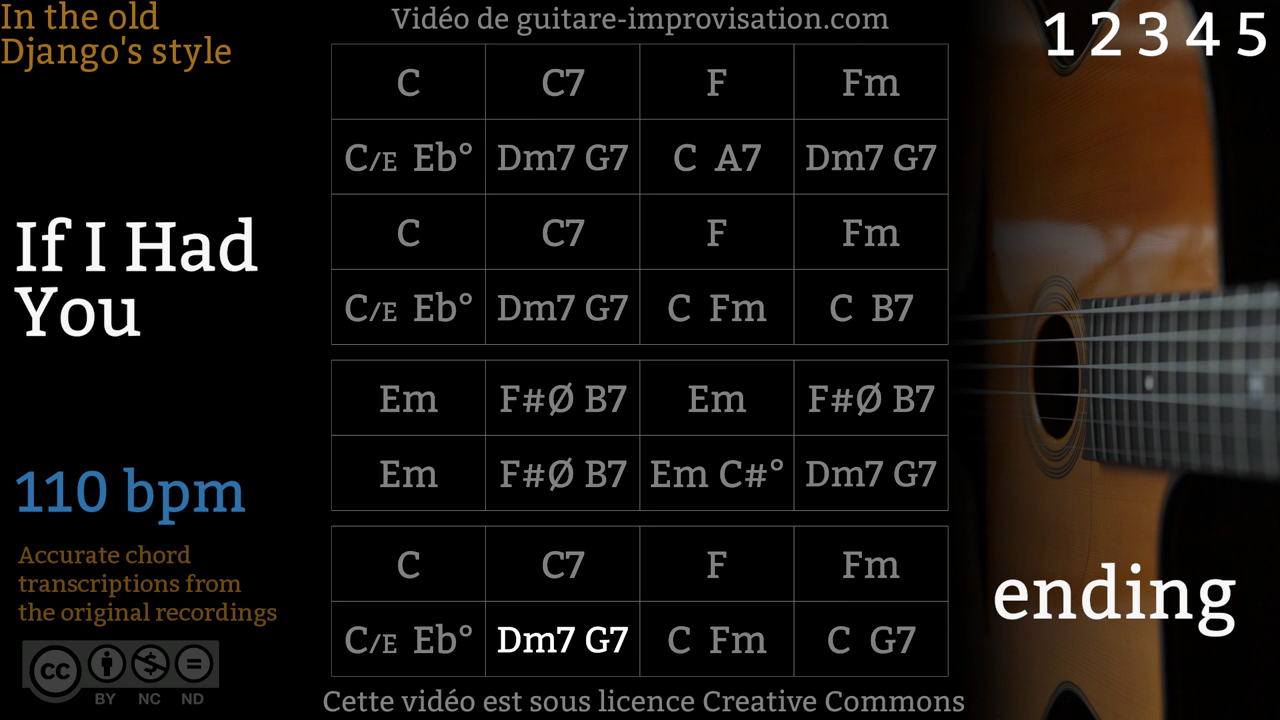 In the old
Django's style
Vidéo de guitare-improvisation.com
1 2 3 4 5
C C7 F Fm
C/E Eb° Dm7 G7 C A7 Dm7 G7
If I Had
You
C C7 F Fm
C/E Eb° Dm7 G7 C Fm C B7
Em F#Ø B7 Em F#Ø B7
110 bpm
Em F#Ø B7 Em C#° Dm7 G7
Accurate chord
transcriptions from
the original recordings
C C7 F Fm
ending
C/E Eb° Dm7 G7 C Fm C G7
cc
BY NC ND
Cette vidéo est sous licence Creative Commons